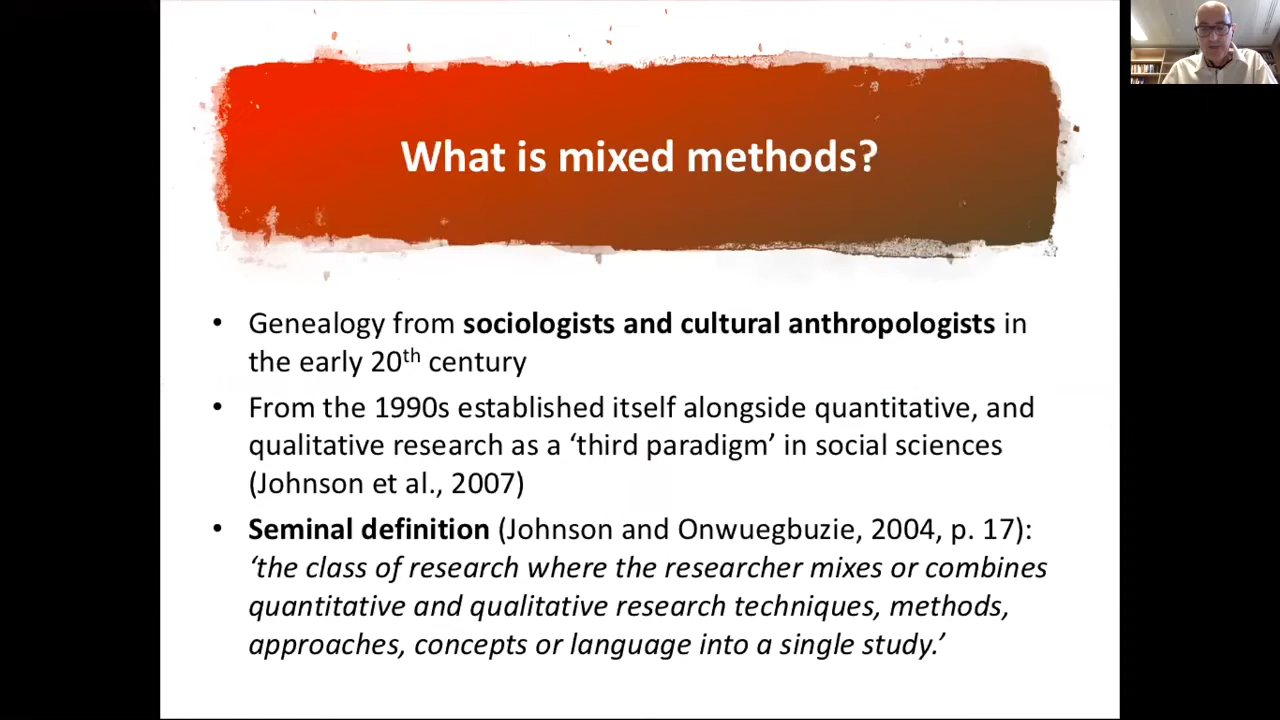 What is mixed methods?
• Genealogy from sociologists and cultural anthropologists in
the early 20th century
• From the 1990s established itself alongside quantitative, and
qualitative research as a ‘third paradigm’ in social sciences
(Johnson et al., 2007)
• Seminal definition (Johnson and Onwuegbuzie, 2004, p. 17):
‘the class of research where the researcher mixes or combines
quantitative and qualitative research techniques, methods,
approaches, concepts or language into a single study.’